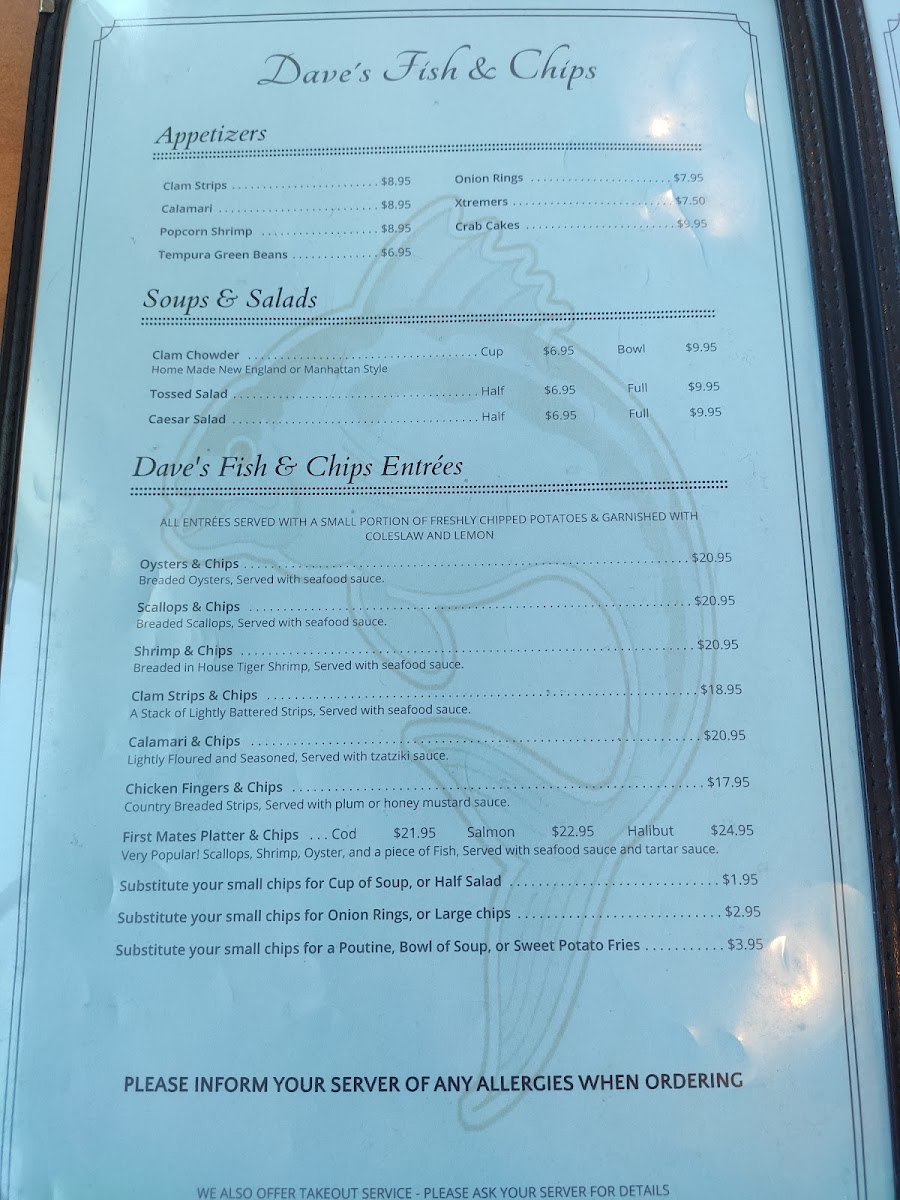 Dave's Fish & Chips
Appetizers
Clam Strips ........................ $8.95
Calamari ........................... $8.95
Popcorn Shrimp .................... $8.95
Tempura Green Beans .............. $6.95
Onion Rings ....................... $7.95
Xtremers .......................... $7.50
Crab Cakes ........................ $9.95
Soups & Salads
Clam Chowder ...................................... Cup $6.95 Bowl $9.95
Home Made New England or Manhattan Style
Tossed Salad ........................................ Half $6.95 Full $9.95
Caesar Salad ........................................ Half $6.95 Full $9.95
Dave's Fish & Chips Entrées
ALL ENTRÉES SERVED WITH A SMALL PORTION OF FRESHLY CHIPPED POTATOES & GARNISHED WITH
COLESLAW AND LEMON
Oysters & Chips ........................................ $20.95
Breaded Oysters, Served with seafood sauce.
Scallops & Chips ........................................ $20.95
Breaded Scallops, Served with seafood sauce.
Shrimp & Chips ........................................ $20.95
Breaded in House Tiger Shrimp, Served with seafood sauce.
Clam Strips & Chips ........................................ $18.95
A Stack of Lightly Battered Strips, Served with seafood sauce.
Calamari & Chips ........................................ $20.95
Lightly Floured and Seasoned, Served with tzatziki sauce.
Chicken Fingers & Chips ........................................ $17.95
Country Breaded Strips, Served with plum or honey mustard sauce.
First Mates Platter & Chips ... Cod $21.95 Salmon $22.95 Halibut $24.95
Very Popular! Scallops, Shrimp, Oyster, and a piece of Fish, Served with seafood sauce and tartar sauce.
Substitute your small chips for Cup of Soup, or Half Salad ............................ $1.95
Substitute your small chips for Onion Rings, or Large chips ........................... $2.95
Substitute your small chips for a Poutine, Bowl of Soup, or Sweet Potato Fries ........... $3.95
PLEASE INFORM YOUR SERVER OF ANY ALLERGIES WHEN ORDERING
WE ALSO OFFER TAKEOUT SERVICE - PLEASE ASK YOUR SERVER FOR DETAILS